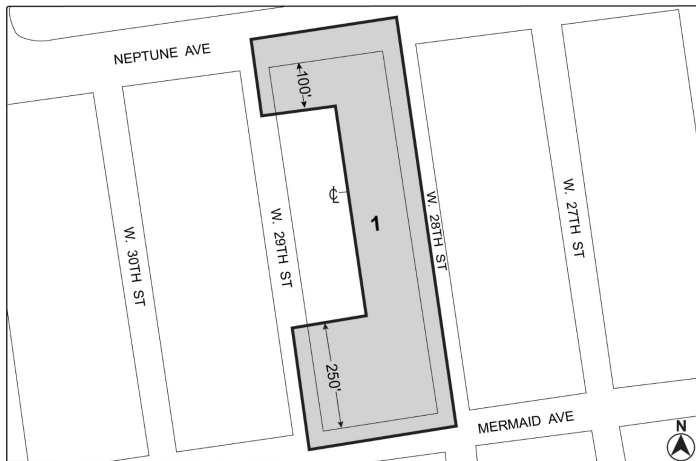 NEPTUNE AVE
100'
℄
1
W. 30TH ST
W. 29TH ST
W. 28TH ST
W. 27TH ST
250'
MERMAID AVE
N